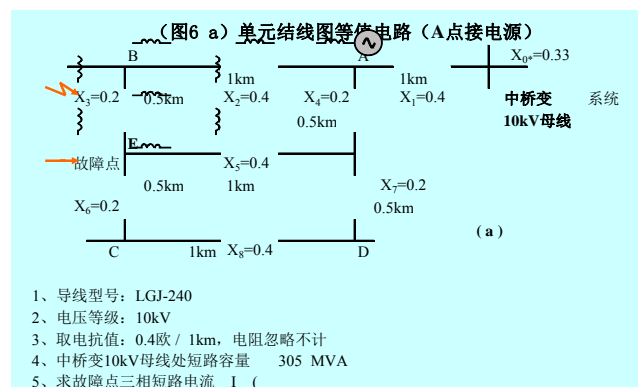 （图6 a）单元结线图等值电路（A点接电源）
B
A
X0*=0.33
1km
1km
X3=0.2
0.5km
X2=0.4
X4=0.2
X1=0.4
中桥变
系统
0.5km
10kV母线
E
故障点
X5=0.4
0.5km
1km
X7=0.2
X6=0.2
0.5km
( a )
C
1km
X8=0.4
D
1、导线型号：LGJ-240
2、电压等级：10kV
3、取电抗值：0.4欧 / 1km，电阻忽略不计
4、中桥变10kV母线处短路容量 305 MVA
5、求故障点三相短路电流 I (